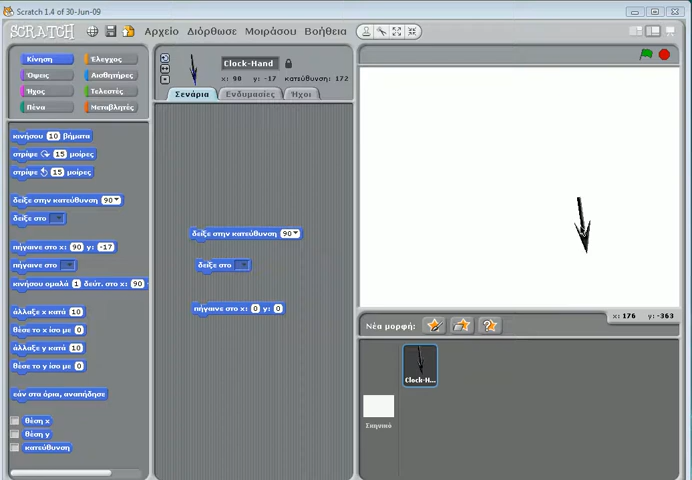 Scratch 1.4 of 30-Jun-09
SCRATCH
Αρχείο Διόρθωσε Μοιράσου Βοήθεια
Κίνηση Έλεγχος
Όψεις Αισθητήρες
Ήχος Τελεστές
Πένα Μεταβλητές
κινήσου 10 βήματα
στρίψε 15 μοίρες
στρίψε 15 μοίρες
δείξε στην κατεύθυνση 90
δείξε στο
πήγαινε στο x: 90 y: -17
πήγαινε στο
κινήσου ομαλά 1 δεύτ. στο x: 90
άλλαξε x κατά 10
θέσε το x ίσο με 0
άλλαξε y κατά 10
θέσε το y ίσο με 0
εάν στα όρια, αναπήδησε
θέση x
θέση y
κατεύθυνση
Clock-Hand
x: 90 y: -17 κατεύθυνση: 172
Σενάρια Ενδυμασίες Ήχοι
δείξε στην κατεύθυνση 90
δείξε στο
πήγαινε στο x: 0 y: 0
x: 176 y: -363
Νέα μορφή:
Clock-H...
Σκηνικό